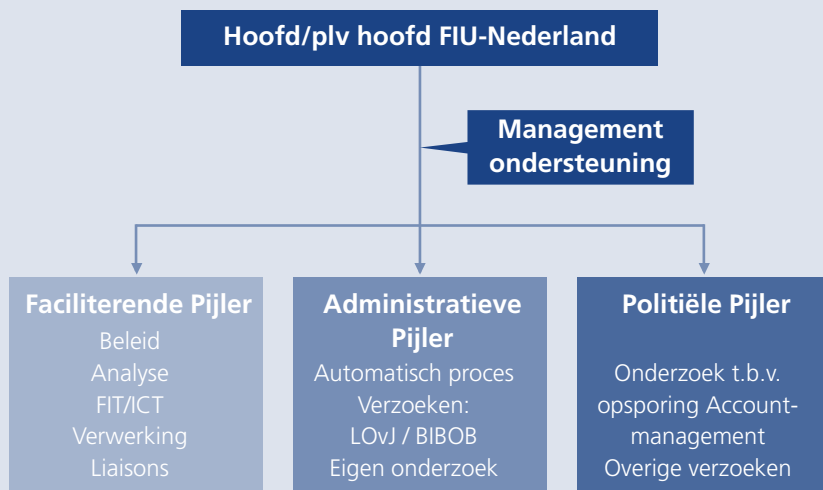 Hoofd/plv hoofd FIU-Nederland
Management
ondersteuning
Faciliterende Pijler
Beleid
Analyse
FIT/ICT
Verwerking
Liaisons
Administratieve
Pijler
Automatisch proces
Verzoeken:
LOvJ / BIBOB
Eigen onderzoek
Politiële Pijler
Onderzoek t.b.v.
opsporing Account-
management
Overige verzoeken